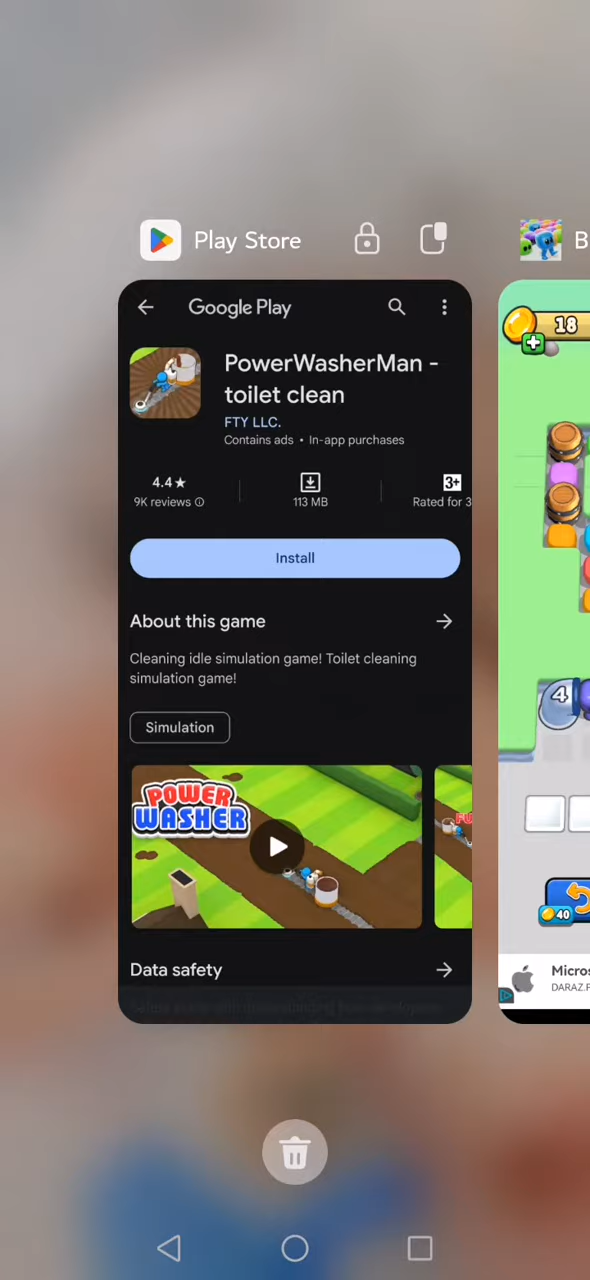 Play Store
B
Google Play
18
PowerWasherMan -
toilet clean
FTY LLC.
Contains ads • In-app purchases
4.4★
9K reviews
113 MB
3+
Rated for 3
Install
About this game
Cleaning idle simulation game! Toilet cleaning
simulation game!
Simulation
4
POWER
WASHER
FU
40
Data safety
Micros
DARAZ.P